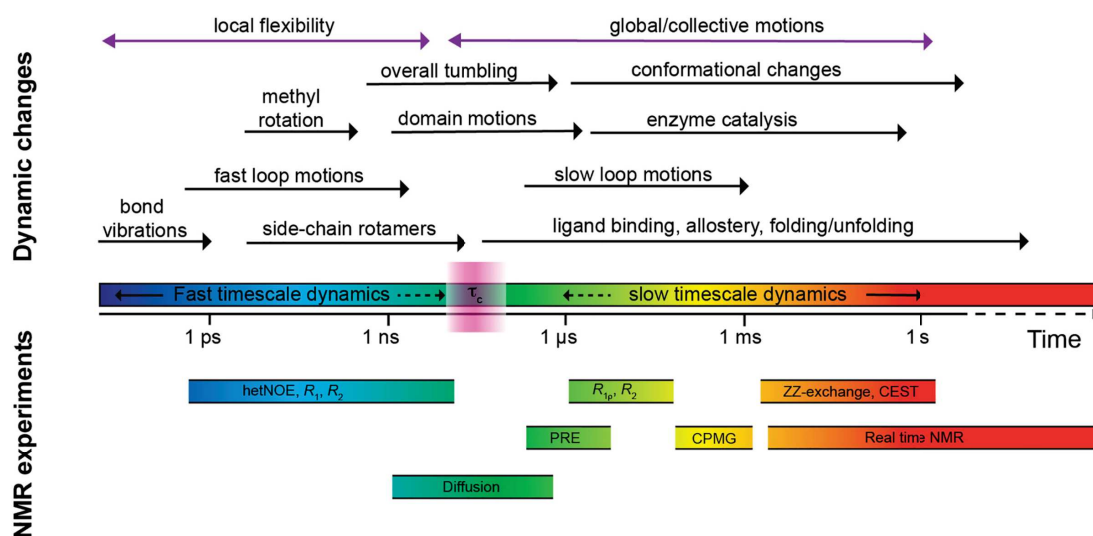 Dynamic changes
local flexibility
global/collective motions
overall tumbling
conformational changes
methyl
rotation
domain motions
enzyme catalysis
fast loop motions
slow loop motions
bond
vibrations
side-chain rotamers
ligand binding, allostery, folding/unfolding
Fast timescale dynamics
τc
slow timescale dynamics
1 ps
1 ns
1 μs
1 ms
1 s
Time
NMR experiments
hetNOE, R1, R2
R1ρ, R2
ZZ-exchange, CEST
PRE
CPMG
Real time NMR
Diffusion